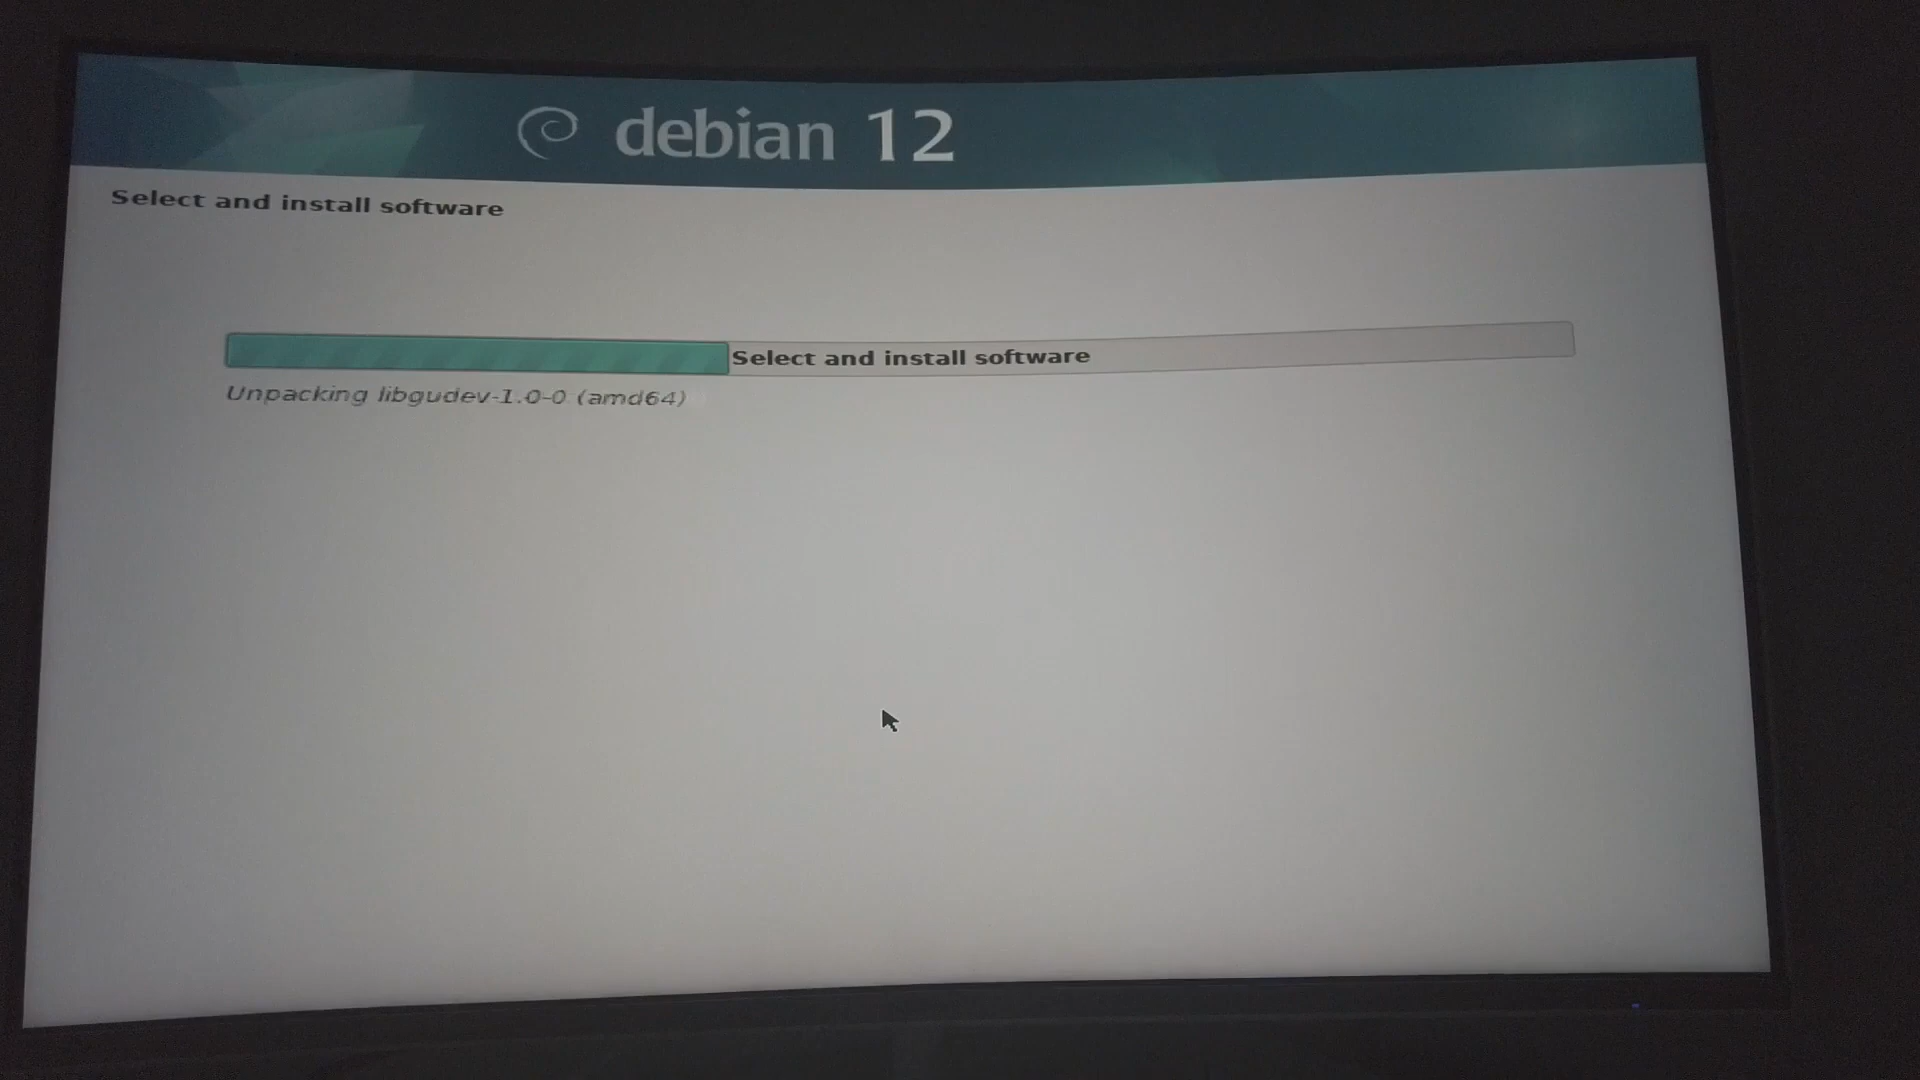 debian 12
Select and install software
Select and install software
Unpacking libgudev-1.0-0 (amd64)